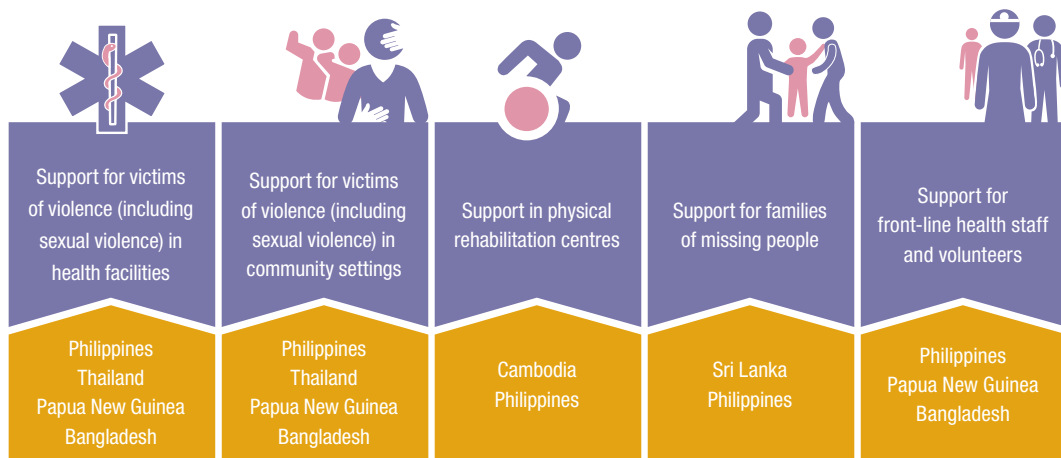 Support for victims
of violence (including
sexual violence) in
health facilities
Philippines
Thailand
Papua New Guinea
Bangladesh
Support for victims
of violence (including
sexual violence) in
community settings
Philippines
Thailand
Papua New Guinea
Bangladesh
Support in physical
rehabilitation centres
Cambodia
Philippines
Support for families
of missing people
Sri Lanka
Philippines
Support for
front-line health staff
and volunteers
Philippines
Papua New Guinea
Bangladesh